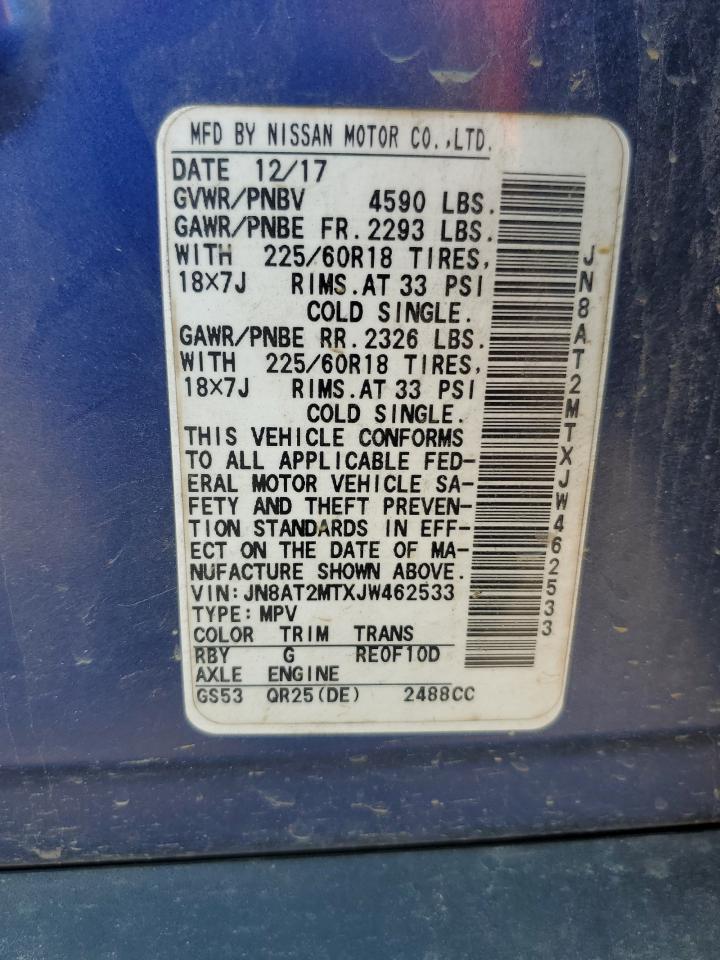 MFD BY NISSAN MOTOR CO.,LTD.
DATE 12/17
GVWR/PNBV 4590 LBS.
GAWR/PNBE FR.2293 LBS.
WITH 225/60R18 TIRES,
18×7J RIMS.AT 33 PSI
COLD SINGLE.
GAWR/PNBE RR.2326 LBS.
WITH 225/60R18 TIRES,
18×7J RIMS.AT 33 PSI
COLD SINGLE.
THIS VEHICLE CONFORMS
TO ALL APPLICABLE FED-
ERAL MOTOR VEHICLE SA-
FETY AND THEFT PREVEN-
TION STANDARDS IN EFF-
ECT ON THE DATE OF MA-
NUFACTURE SHOWN ABOVE.
VIN:JN8AT2MTXJW462533
TYPE:MPV
COLOR TRIM TRANS
RBY G RE0F10D
AXLE ENGINE
GS53 QR25(DE) 2488CC
JN8AT2MTXJW462533